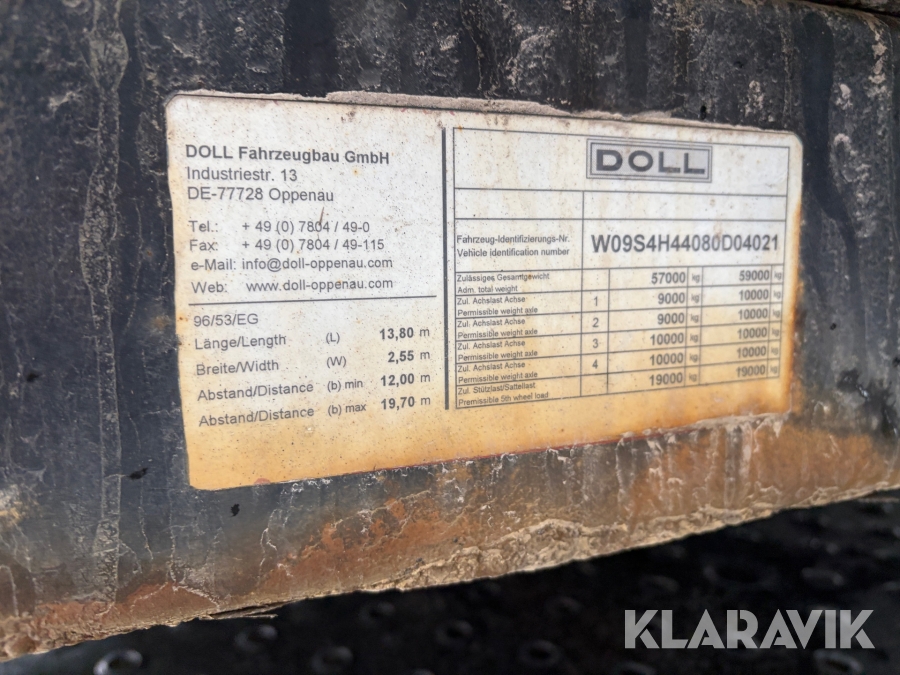 DOLL Fahrzeugbau GmbH
Industriestr. 13
DE-77728 Oppenau
Tel.: + 49 (0) 7804 / 49-0
Fax: + 49 (0) 7804 / 49-115
e-Mail: info@doll-oppenau.com
Web: www.doll-oppenau.com
96/53/EG
Länge/Length (L) 13,80 m
Breite/Width (W) 2,55 m
Abstand/Distance (b) min 12,00 m
Abstand/Distance (b) max 19,70 m
DOLL
Fahrzeug-Identifizierungs-Nr.
Vehicle identification number
W09S4H44080D04021
Zulässiges Gesamtgewicht
Adm. total weight
57000 kg 59000 kg
Zul. Achslast Achse
Permissible weight axle
1 9000 kg 10000 kg
Zul. Achslast Achse
Permissible weight axle
2 9000 kg 10000 kg
Zul. Achslast Achse
Permissible weight axle
3 10000 kg 10000 kg
Zul. Achslast Achse
Permissible weight axle
4 10000 kg 10000 kg
Zul. Stützlast/Sattellast
Premissible 5th wheel load
19000 kg 19000 kg
KLARAVIK